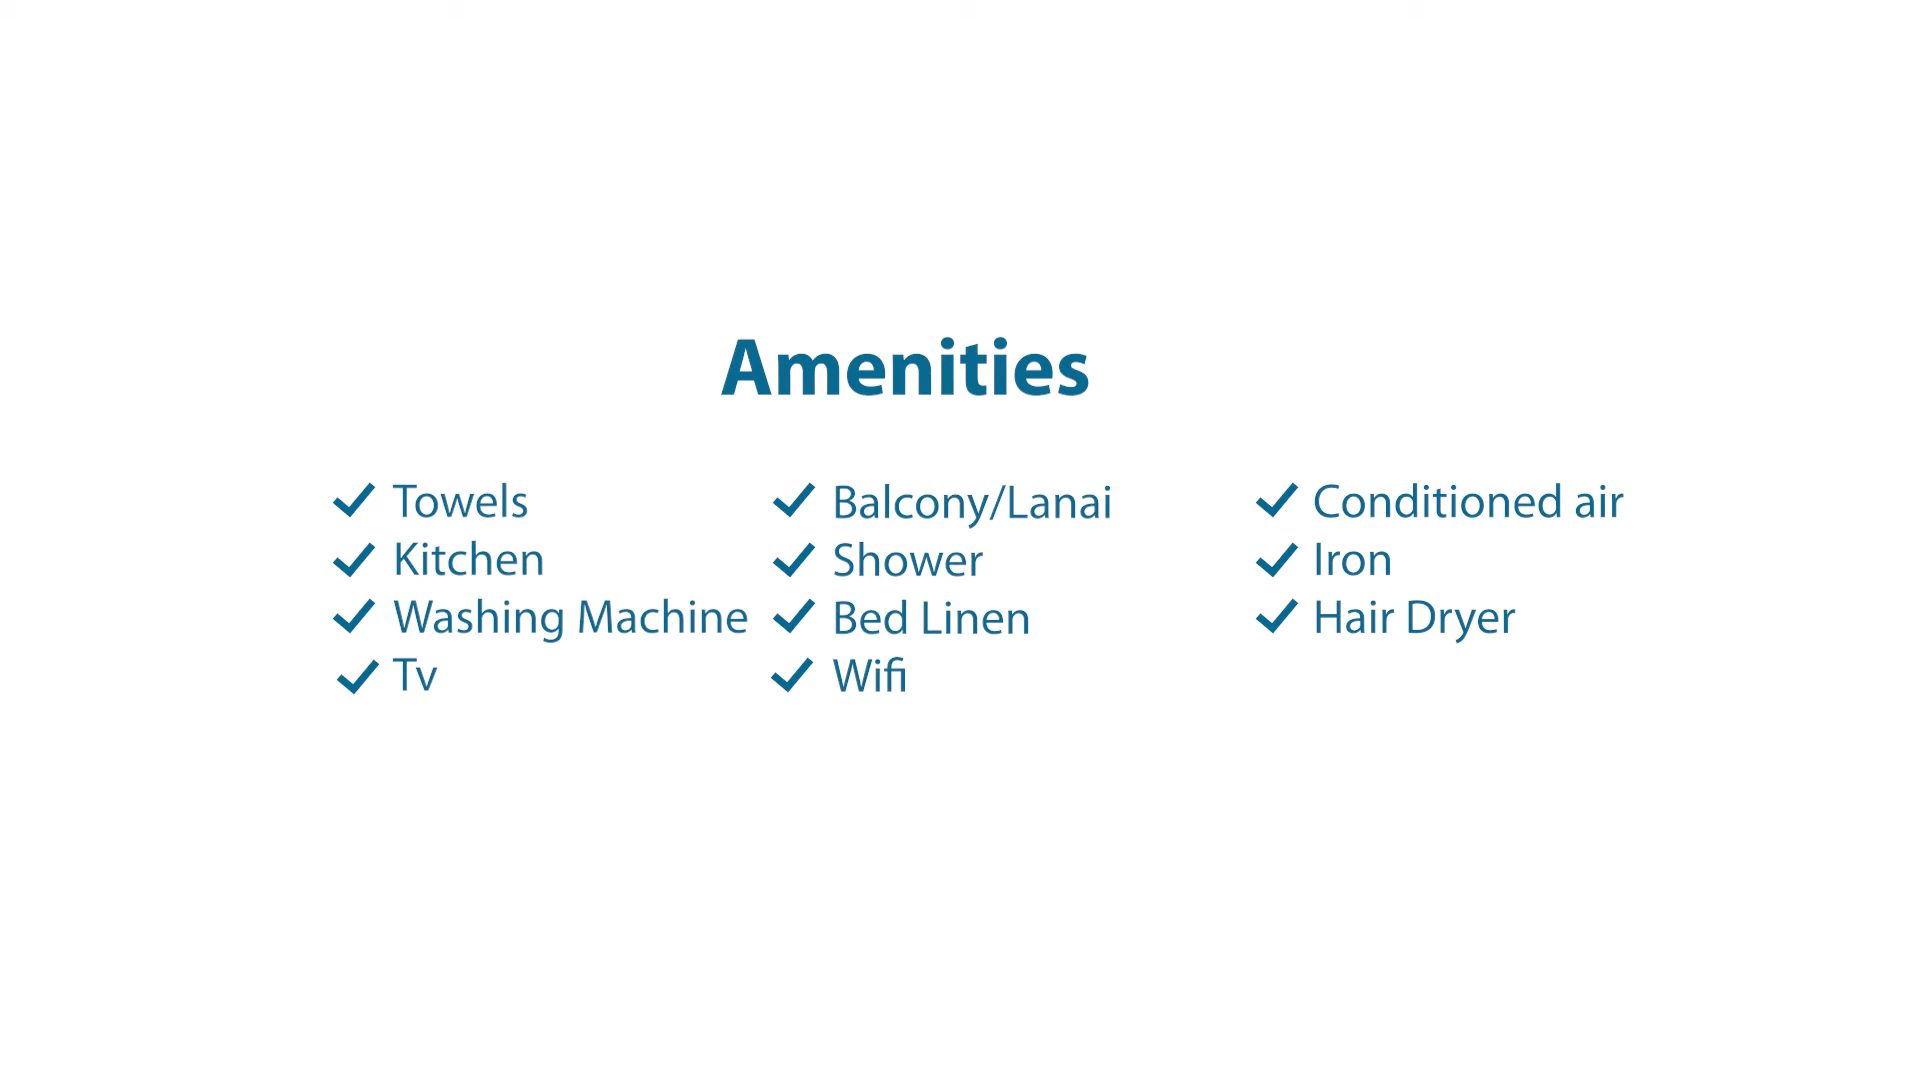 Amenities
Towels
Kitchen
Washing Machine
Tv
Balcony/Lanai
Shower
Bed Linen
Wifi
Conditioned air
Iron
Hair Dryer